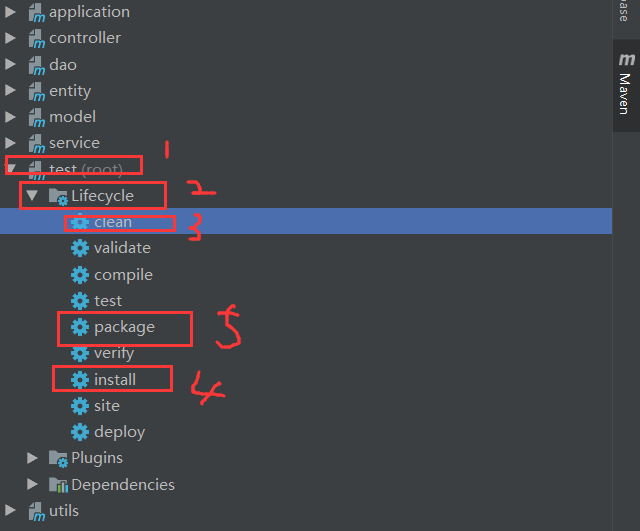 application
ease
controller
m Maven
dao
entity
model
service
test (root) 1
Lifecycle 2
clean 3
validate
compile
test
package 5
verify
install 4
site
deploy
Plugins
Dependencies
utils